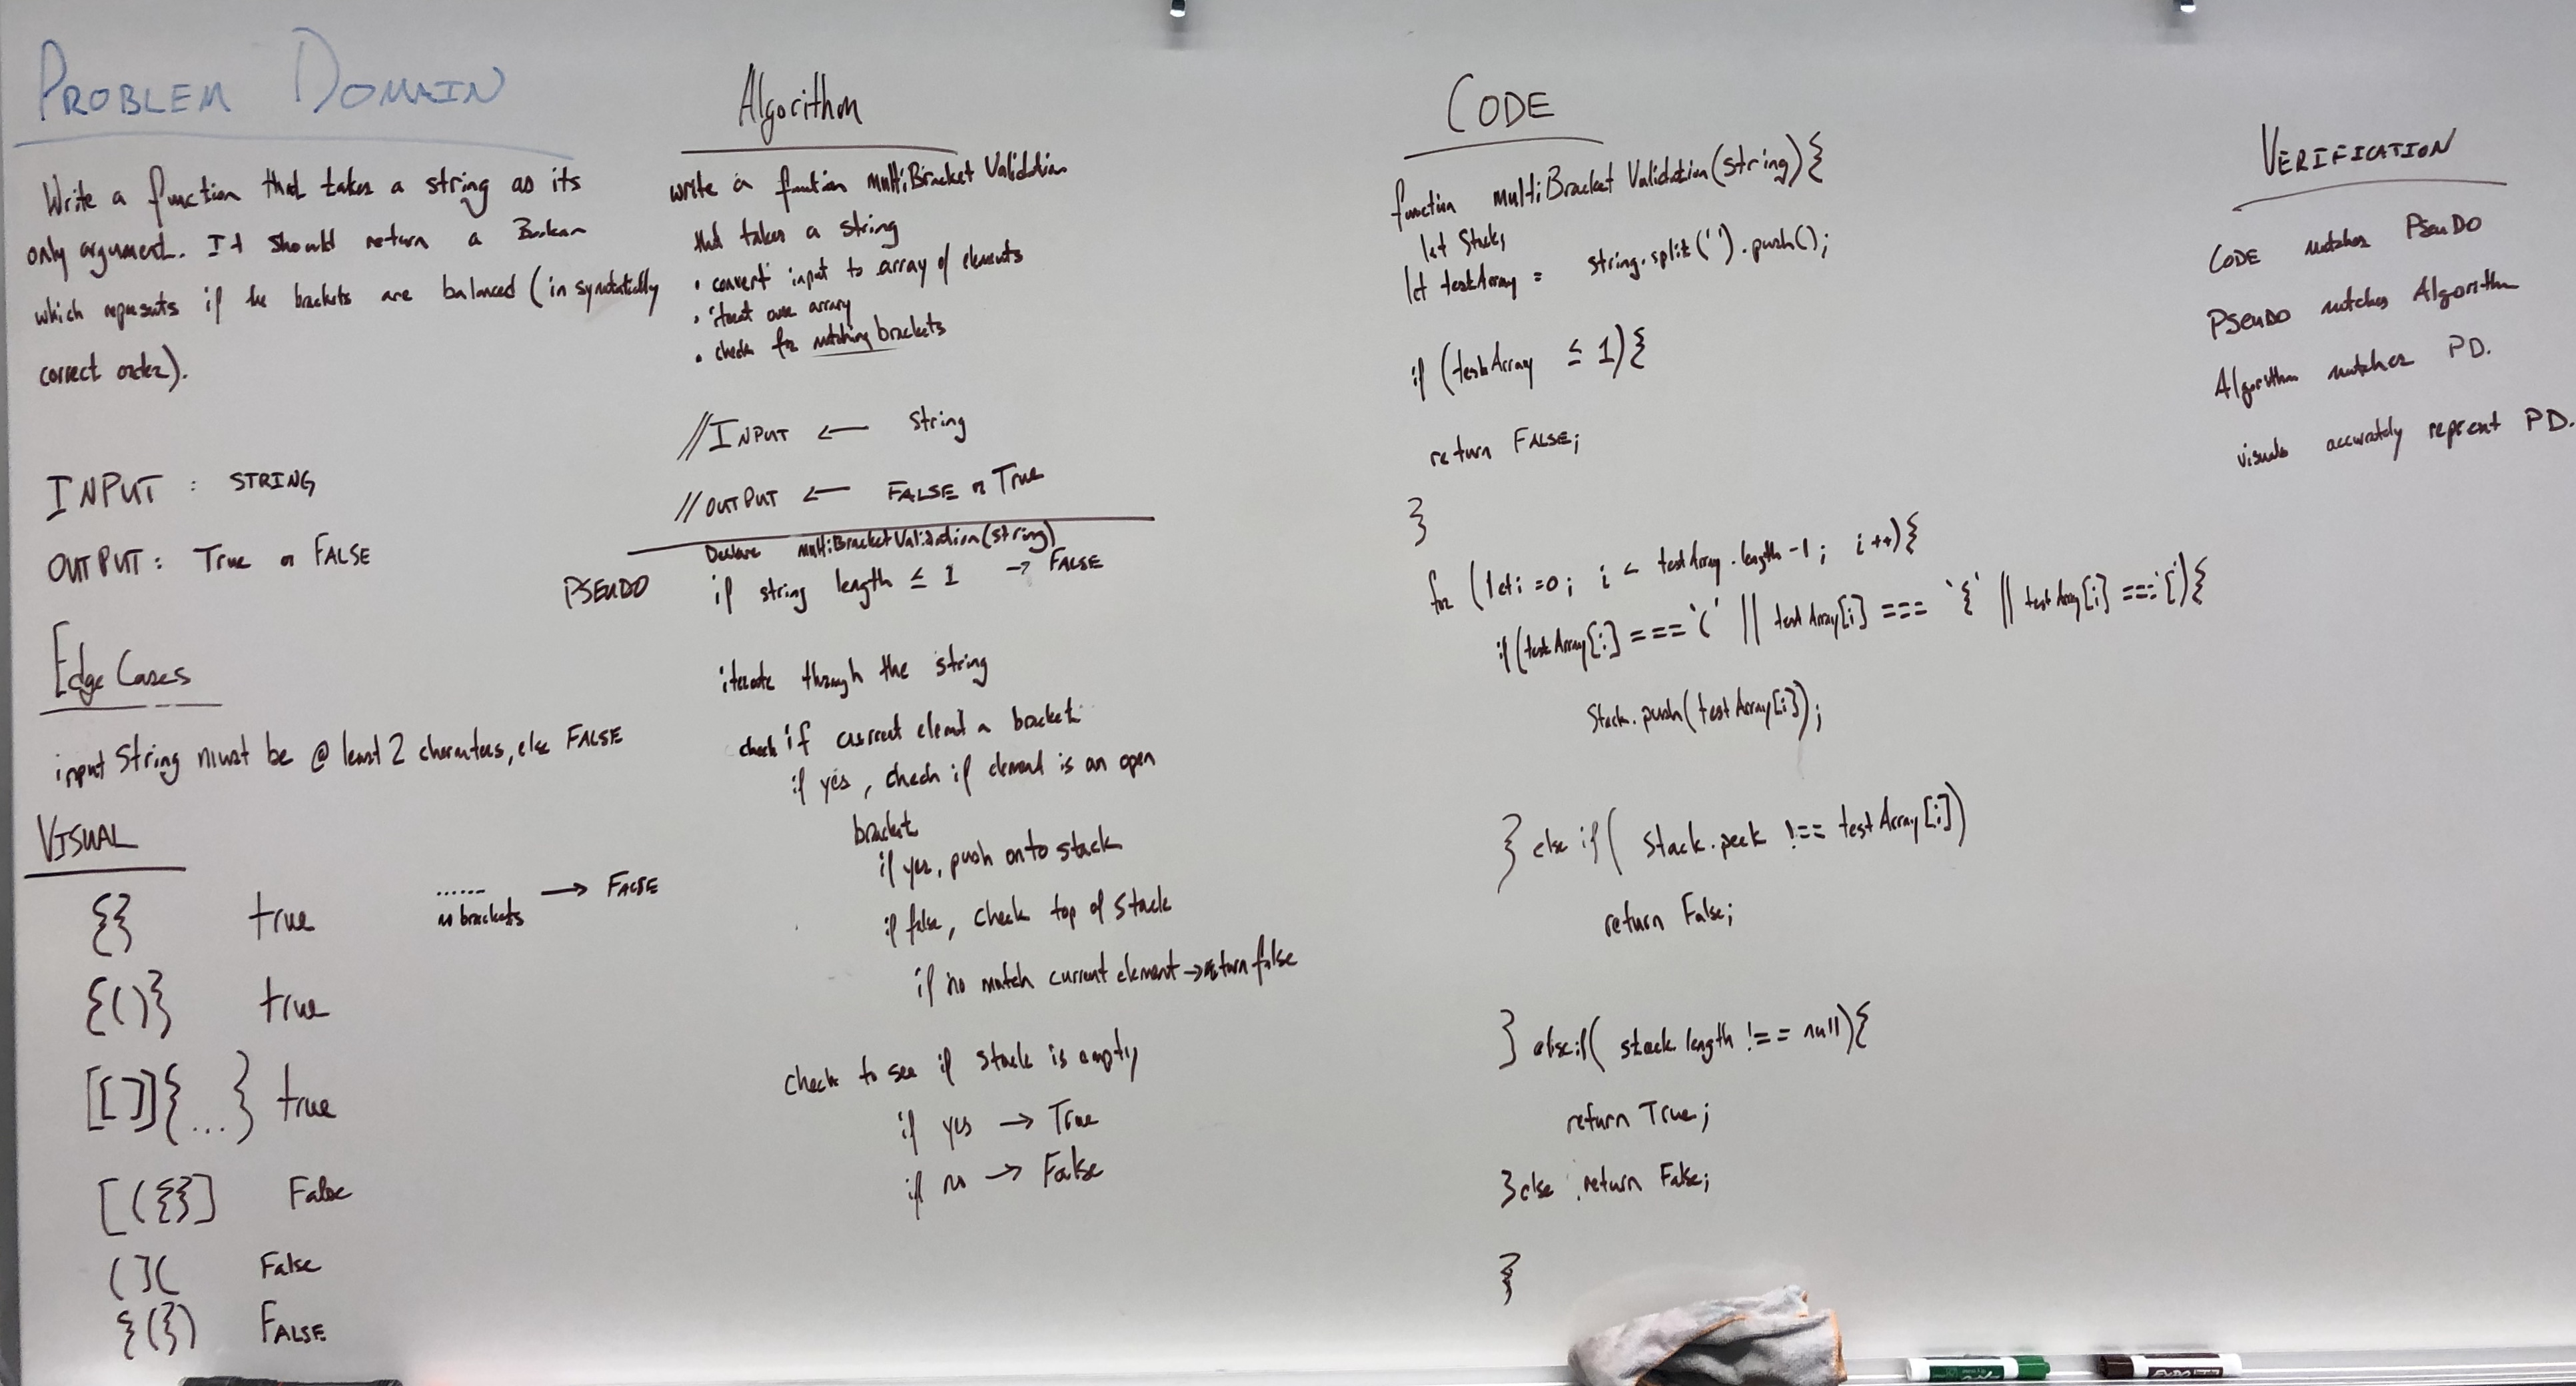 PROBLEM DOMAIN
Write a function that takes a string as its
only argument. It should return a Boolean
which represents if the brackets are balanced (in syntatically
correct order).
INPUT : STRING
OUTPUT : True or FALSE
Edge Cases
input String must be @ least 2 characters, else FALSE
VISUAL
{} true
...... → FALSE
no brackets
{()} true
[[]]{...} true
[({}] False
(]( False
{(}) FALSE
Algorithm
write a function multiBracketValidation
that takes a string
• convert input to array of elements
• iterat over array
• check for matching brackets
//INPUT ← string
//OUTPUT ← FALSE or True
PSEUDO
Declare multiBracketValidation(string)
if string length ≤ 1 → FALSE
iterate through the string
check if current element a bracket
if yes, check if element is an open
bracket
if yes, push onto stack
if false, check top of stack
if no match current element → return false
check to see if stack is empty
if yes → True
if no → False
CODE
function multiBracketValidation(string){
let Stack;
let testArray = string.split('').push();
if (testArray ≤ 1){
return FALSE;
}
for (let i=0; i < testArray.length-1; i++){
if(testArray[i] === '(' || testArray[i] === '{' || testArray[i] === '['){
Stack.push(testArray[i]);
} else if( stack.peek !== testArray[i])
return False;
} else if( stack.length !== null){
return True;
}else return False;
}
VERIFICATION
CODE matches PSEUDO
PSEUDO matches Algorithm
Algorithm matches PD.
visuals accurately reprent PD.